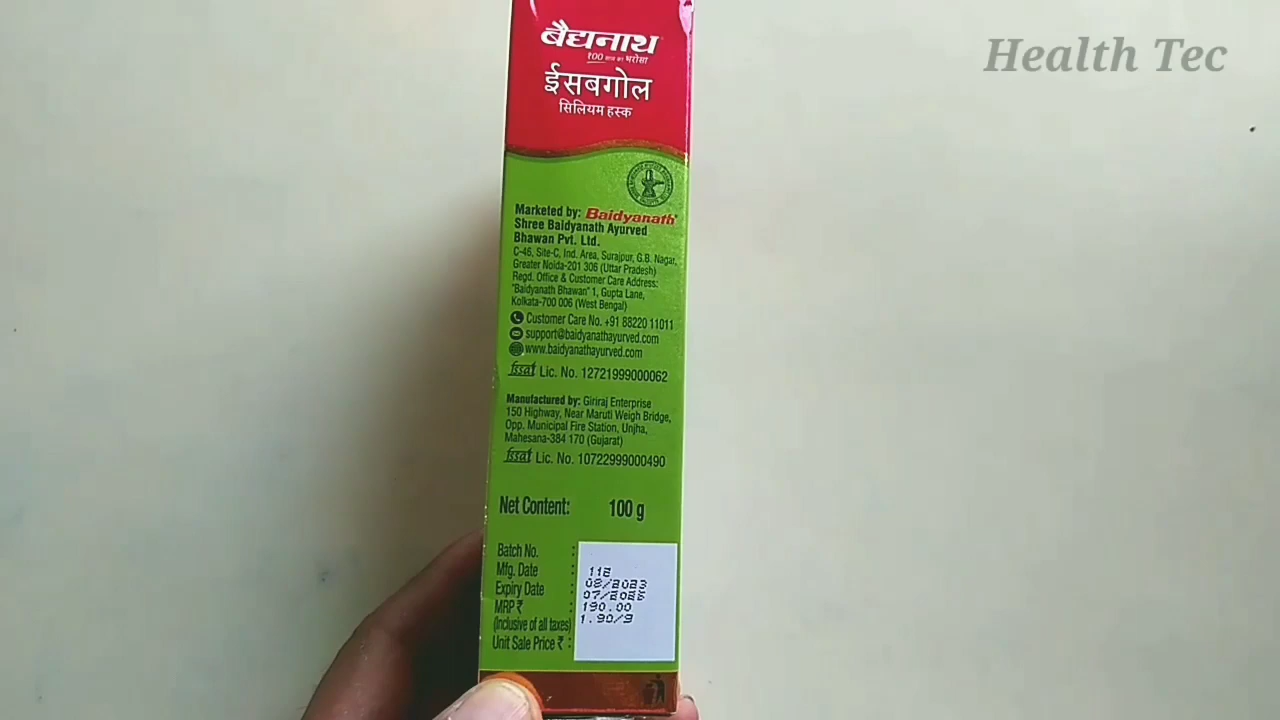 Health Tec
बैद्यनाथ
१०० साल का भरोसा
ईसबगोल
सिलियम हस्क
Marketed by: Baidyanath
Shree Baidyanath Ayurved
Bhawan Pvt. Ltd.
C-46, Site-C, Ind. Area, Surajpur, G.B. Nagar,
Greater Noida-201 306 (Uttar Pradesh)
Regd. Office & Customer Care Address:
"Baidyanath Bhawan" 1, Gupta Lane,
Kolkata-700 006 (West Bengal)
Customer Care No. +91 88220 11011
support@baidyanathayurved.com
www.baidyanathayurved.com
fssai Lic. No. 12721999000062
Manufactured by: Giriraj Enterprise
150 Highway, Near Maruti Weigh Bridge,
Opp. Municipal Fire Station, Unjha,
Mahesana-384 170 (Gujarat)
fssai Lic. No. 10722999000490
Net Content: 100 g
Batch No. : 112
Mfg. Date : 08/2023
Expiry Date : 07/2026
MRP ₹ : 190.00
(Inclusive of all taxes)
Unit Sale Price ₹ : 1.90/g